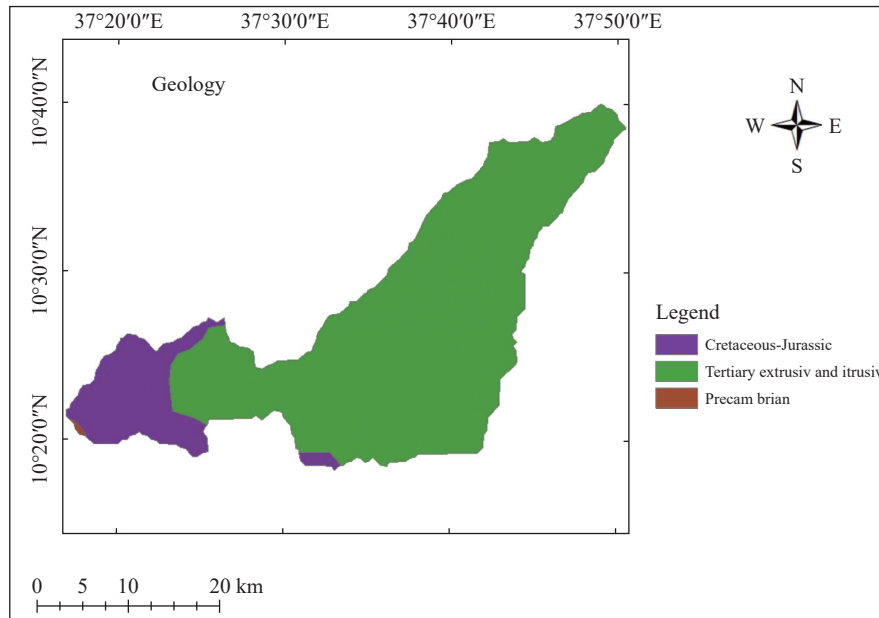 37°20′0″E 37°30′0″E 37°40′0″E 37°50′0″E
Geology
N
W E
S
10°40′0″N
10°30′0″N
10°20′0″N
Legend
Cretaceous-Jurassic
Tertiary extrusiv and itrusiv
Precam brian
0 5 10 20 km